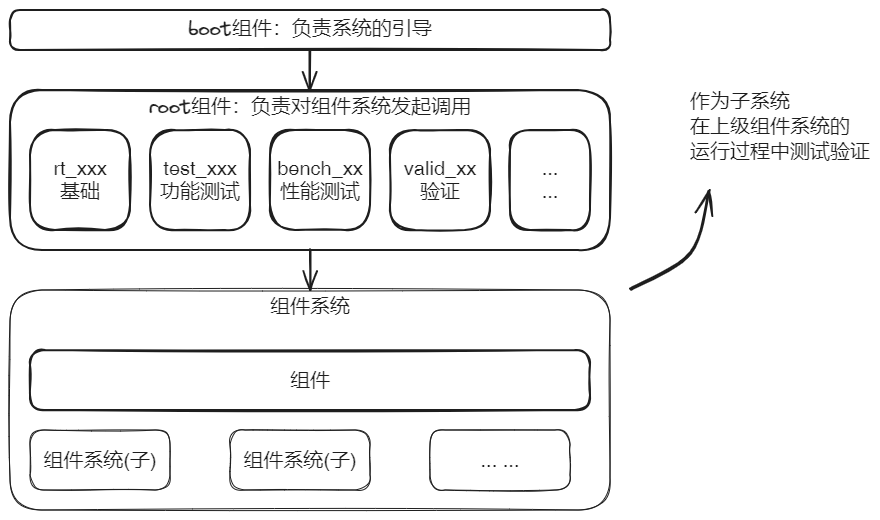 boot组件：负责系统的引导
root组件：负责对组件系统发起调用
rt_xxx
基础
test_xxx
功能测试
bench_xx
性能测试
valid_xx
验证
...
...
作为子系统
在上级组件系统的
运行过程中测试验证
组件系统
组件
组件系统(子)
组件系统(子)
... ...